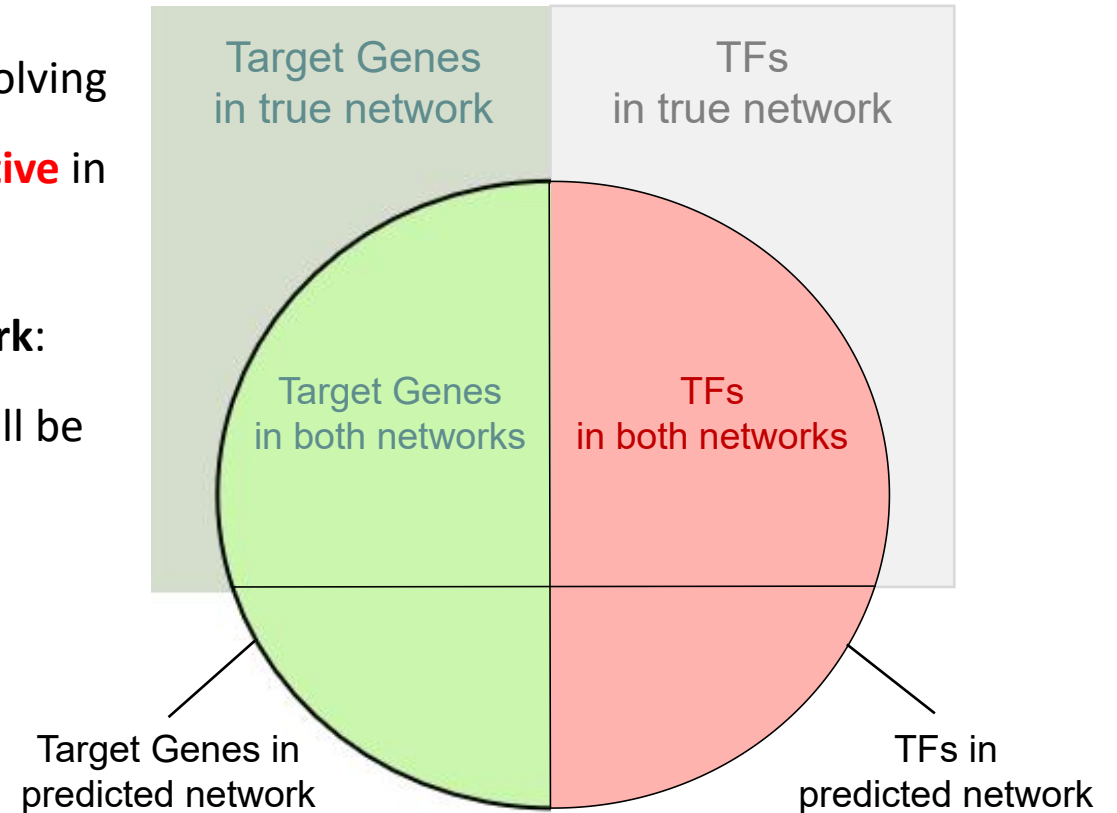 olving
tive in
rk:
ll be
Target Genes
in true network
TFs
in true network
Target Genes
in both networks
TFs
in both networks
Target Genes in
predicted network
TFs in
predicted network